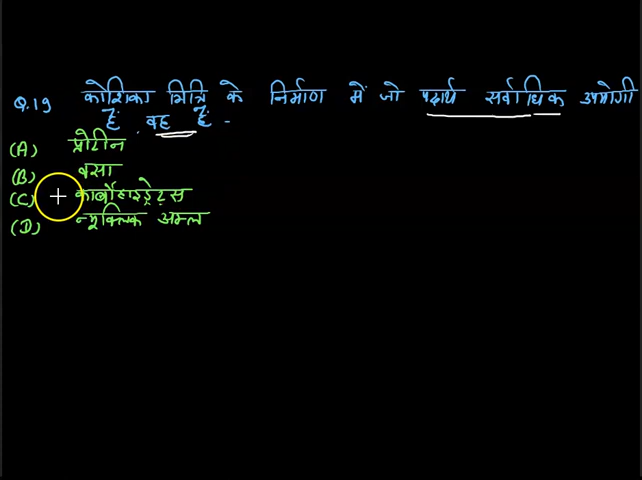 Q.19 कोशिका भित्ति के निर्माण में जो पदार्थ सर्वाधिक उपयोगी
हैं वह हैं -
(A) प्रोटीन
(B) वसा
(C) कार्बोहाइड्रेट्स
(D) न्यूक्लिक अम्ल